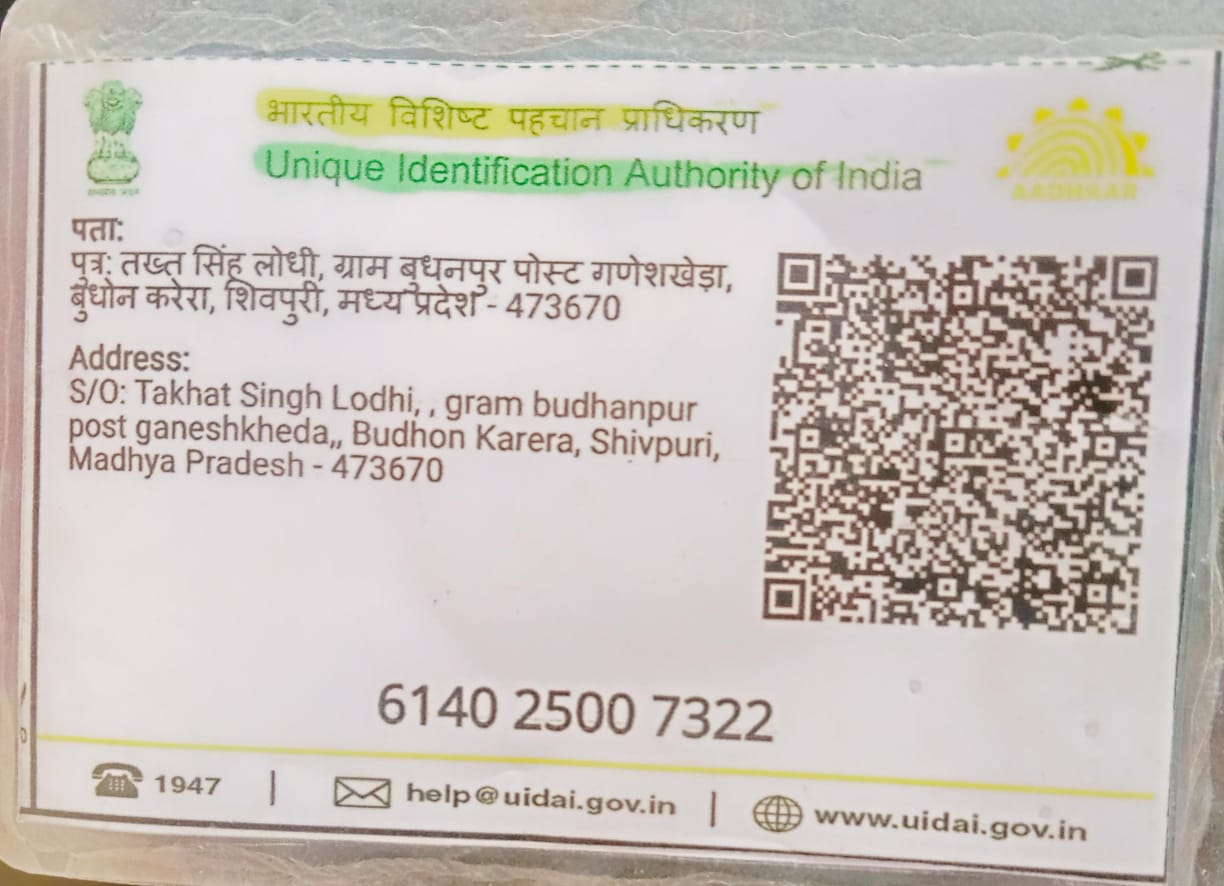 भारतीय विशिष्ट पहचान प्राधिकरण
Unique Identification Authority of India
AADHAAR
पता:
पुत्र: तख्त सिंह लोधी, ग्राम बुधनपुर पोस्ट गणेशखेड़ा,
बुधोन करेरा, शिवपुरी, मध्य प्रदेश - 473670
Address:
S/O: Takhat Singh Lodhi, , gram budhanpur
post ganeshkheda,, Budhon Karera, Shivpuri,
Madhya Pradesh - 473670
6140 2500 7322
1947 | help@uidai.gov.in | www.uidai.gov.in